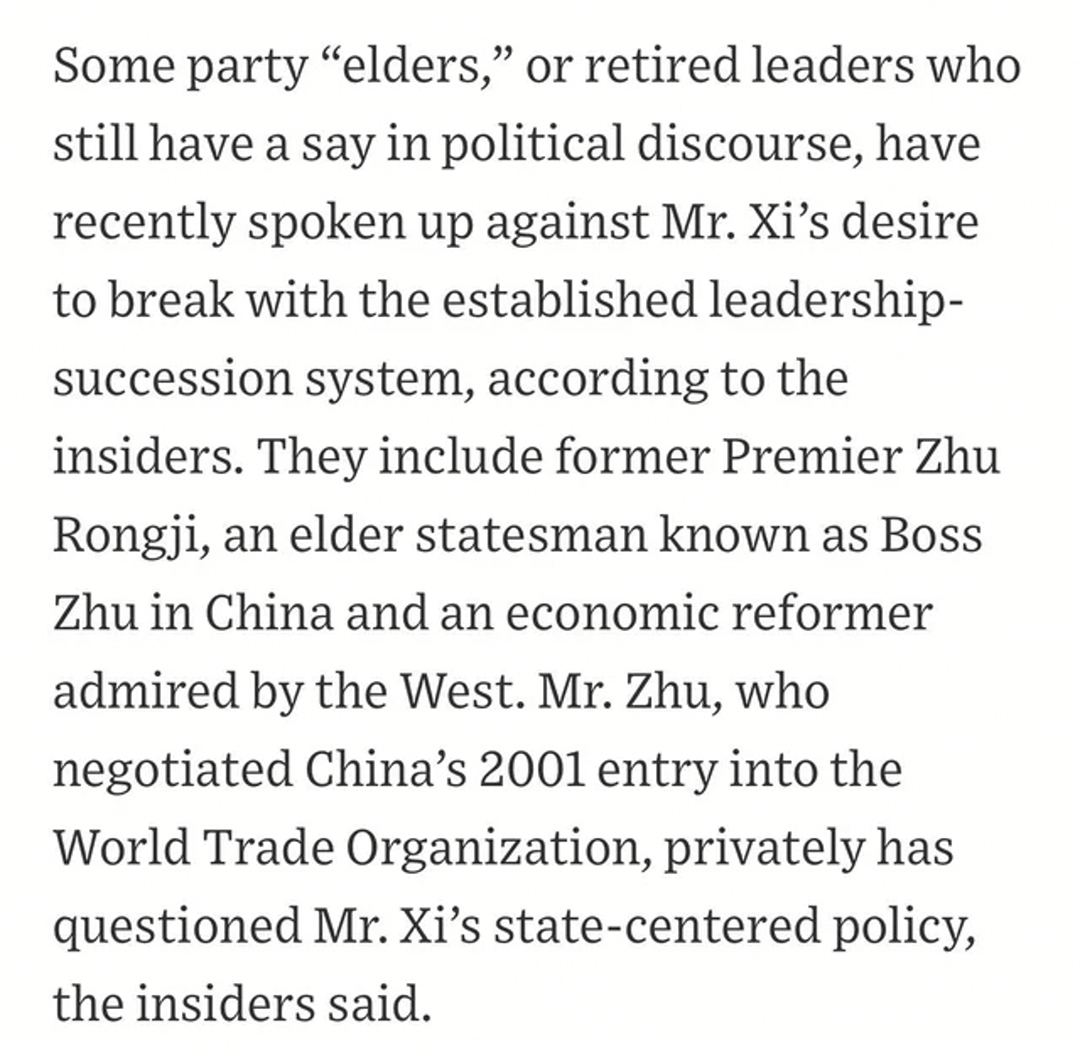 Some party “elders,” or retired leaders who
still have a say in political discourse, have
recently spoken up against Mr. Xi’s desire
to break with the established leadership-
succession system, according to the
insiders. They include former Premier Zhu
Rongji, an elder statesman known as Boss
Zhu in China and an economic reformer
admired by the West. Mr. Zhu, who
negotiated China’s 2001 entry into the
World Trade Organization, privately has
questioned Mr. Xi’s state-centered policy,
the insiders said.